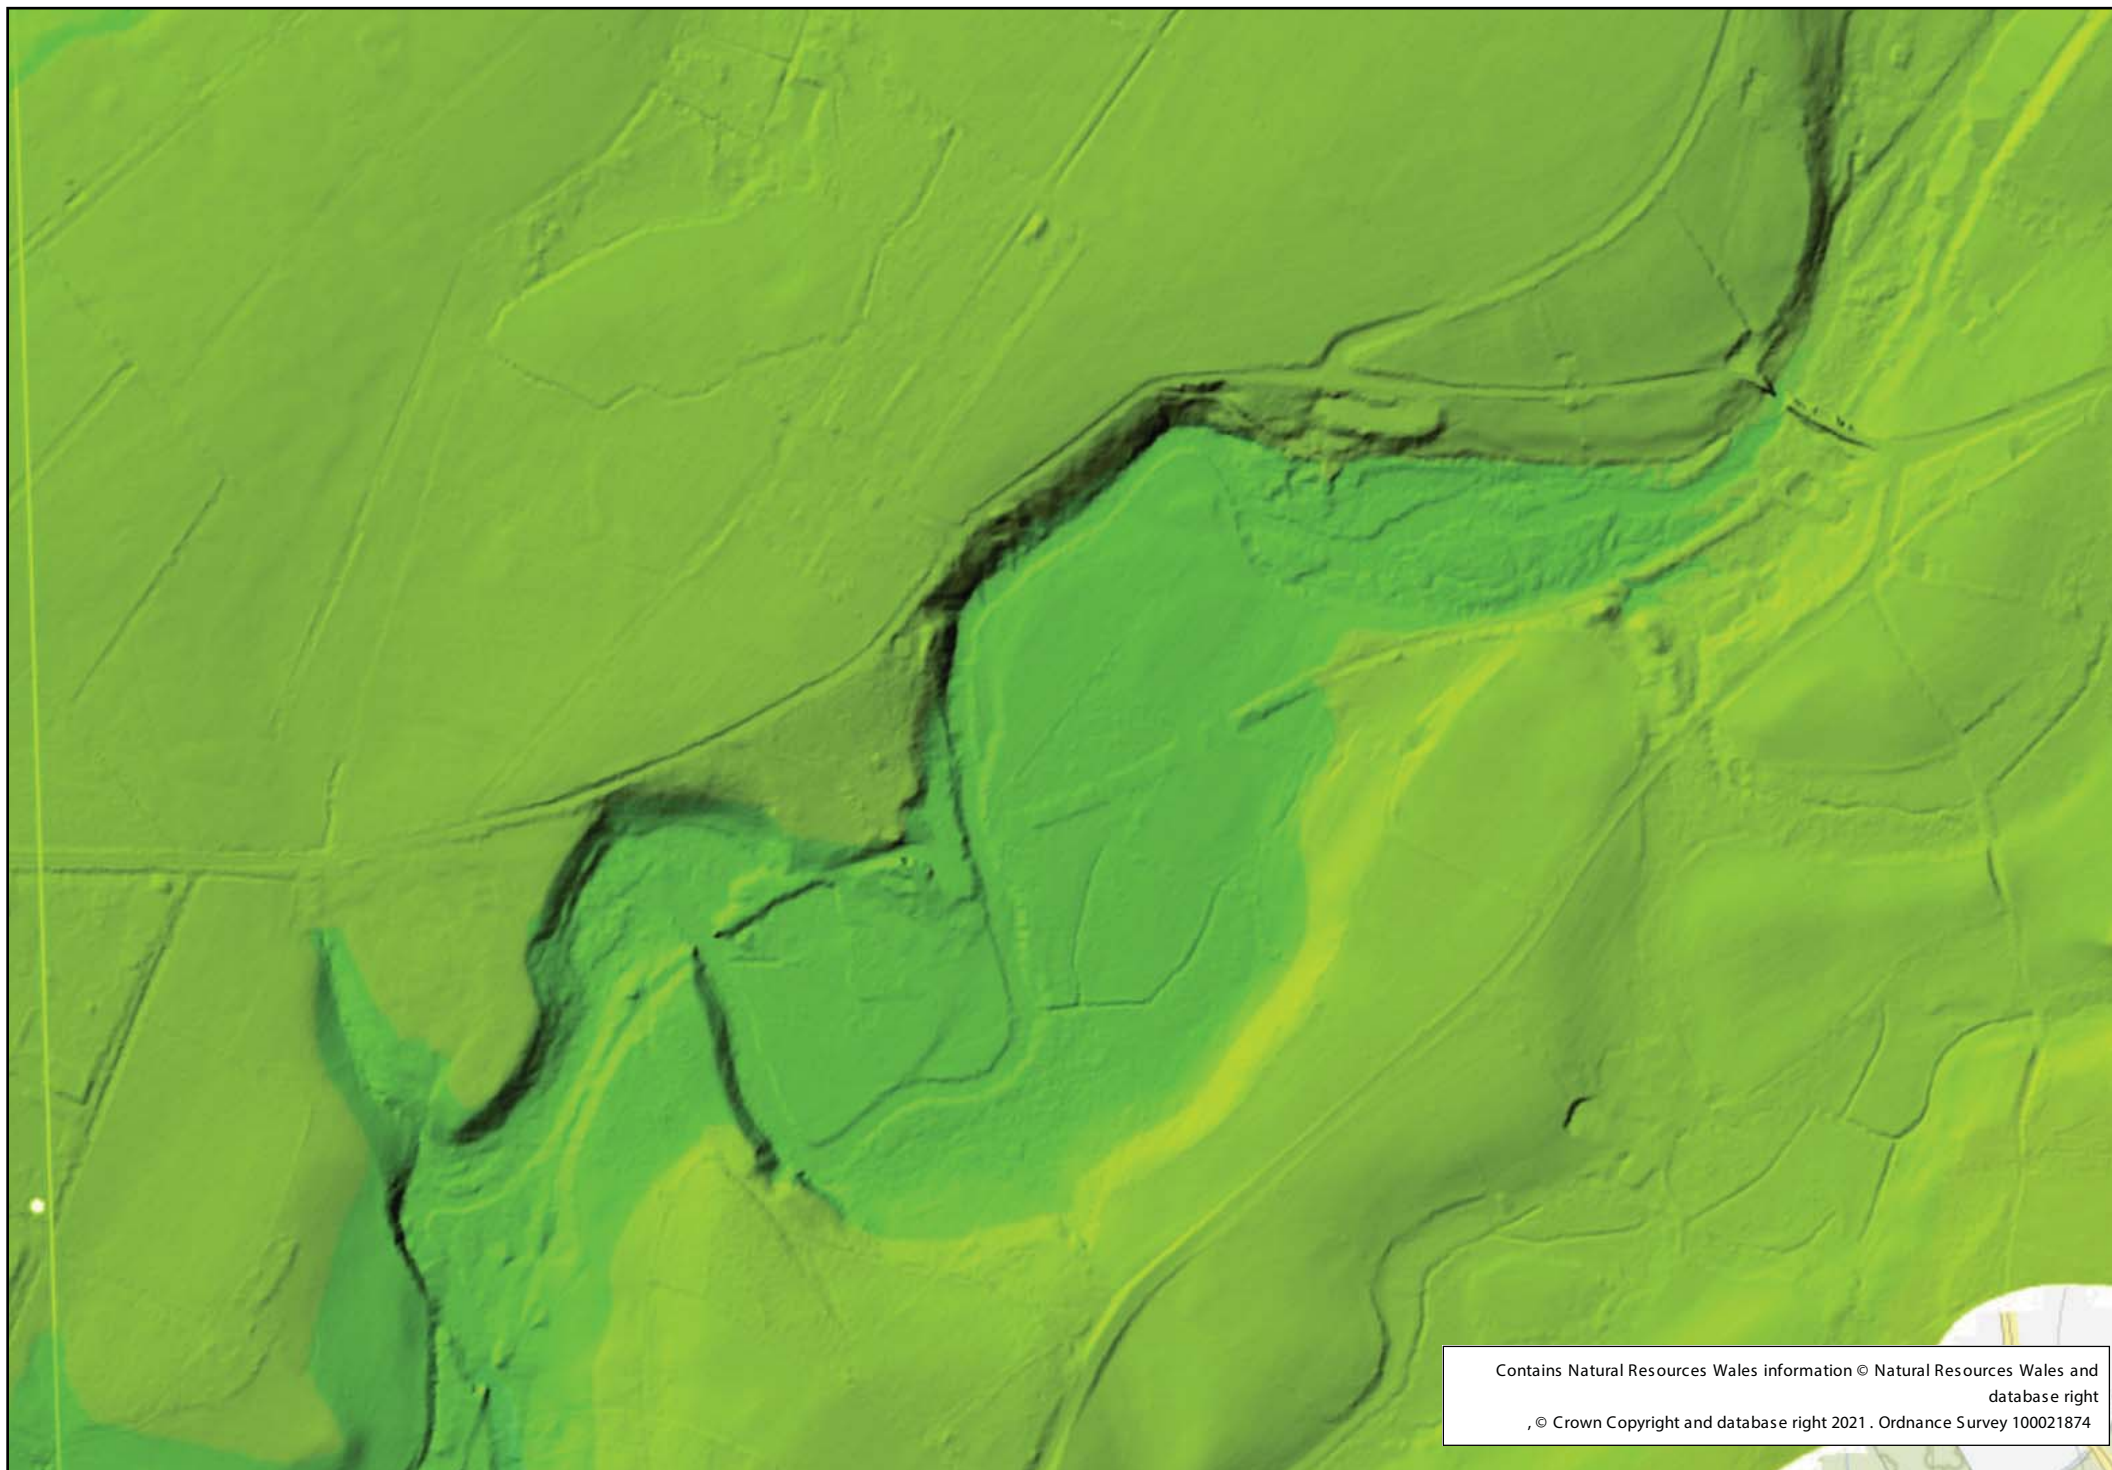 Contains Natural Resources Wales information © Natural Resources Wales and
database right
, © Crown Copyright and database right 2021. Ordnance Survey 100021874